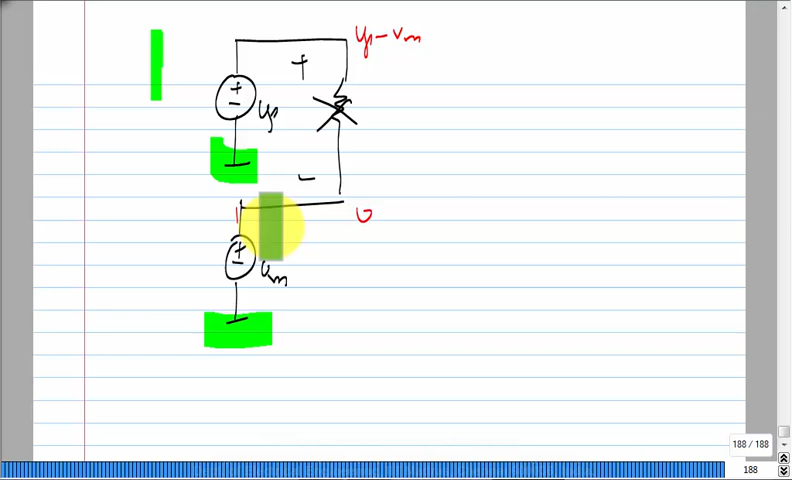 vp - vm
+
+
-
vp
-
0
+
-
vm
188 / 188
188